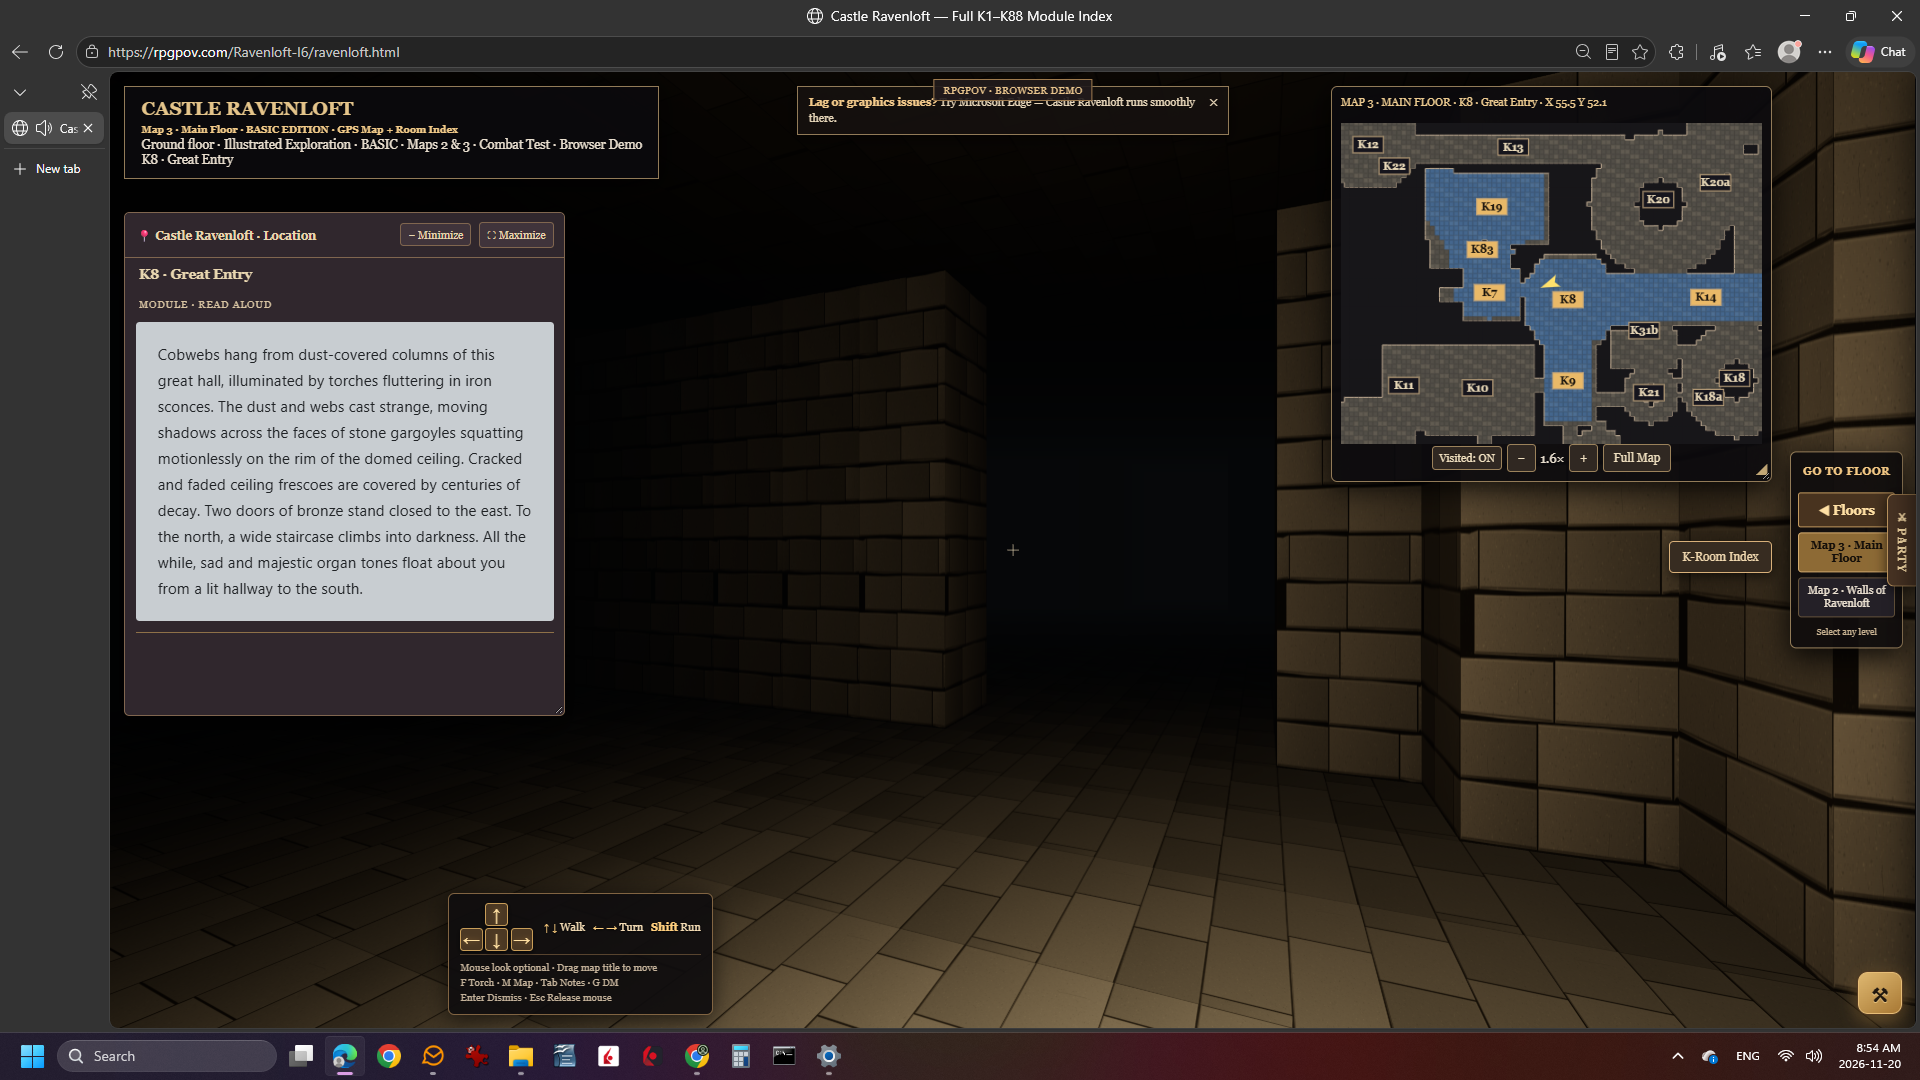 Castle Ravenloft — Full K1–K88 Module Index
https://rpgpov.com/Ravenloft-I6/ravenloft.html
Chat
Cas
New tab
CASTLE RAVENLOFT
Map 3 · Main Floor · BASIC EDITION · GPS Map + Room Index
Ground floor · Illustrated Exploration · BASIC · Maps 2 & 3 · Combat Test · Browser Demo
K8 · Great Entry
RPGPOV · BROWSER DEMO
Lag or graphics issues? Try Microsoft Edge — Castle Ravenloft runs smoothly
there.
Castle Ravenloft · Location
− Minimize
Maximize
K8 · Great Entry
MODULE · READ ALOUD
Cobwebs hang from dust-covered columns of this
great hall, illuminated by torches fluttering in iron
sconces. The dust and webs cast strange, moving
shadows across the faces of stone gargoyles squatting
motionlessly on the rim of the domed ceiling. Cracked
and faded ceiling frescoes are covered by centuries of
decay. Two doors of bronze stand closed to the east. To
the north, a wide staircase climbs into darkness. All the
while, sad and majestic organ tones float about you
from a lit hallway to the south.
MAP 3 · MAIN FLOOR · K8 · Great Entry · X 55.5 Y 52.1
K12
K13
K22
K20a
K20
K19
K83
K7
K8
K14
K31b
K11
K10
K9
K21
K18
K18a
Visited: ON
−
1.6×
+
Full Map
GO TO FLOOR
◀ Floors
Map 3 · Main
Floor
Map 2 · Walls of
Ravenloft
Select any level
PARTY
K-Room Index
↑
← ↓ →
↑↓ Walk ←→ Turn Shift Run
Mouse look optional · Drag map title to move
F Torch · M Map · Tab Notes · G DM
Enter Dismiss · Esc Release mouse
Search
ENG
8:54 AM
2026-11-20